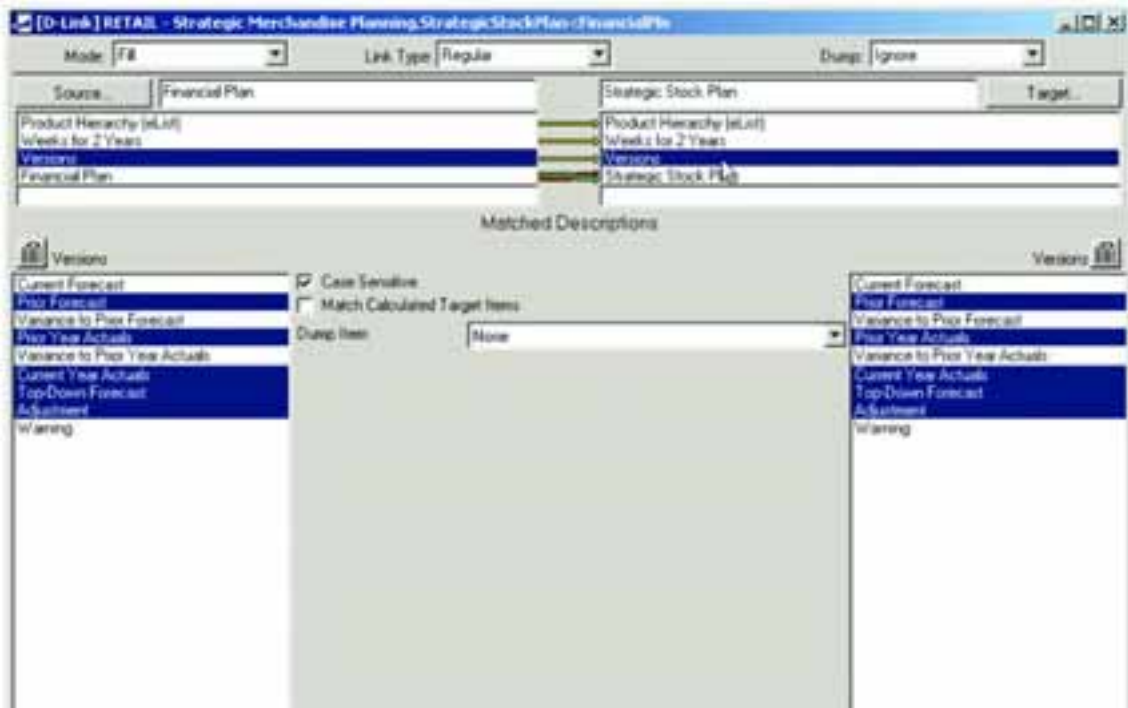 [D-Link] RETAIL - Strategic Merchandise Planning.StrategicStockPlan<FinancialPln
Mode: Fill Link Type: Regular Dump: Ignore
Source... Financial Plan Strategic Stock Plan Target...
Product Hierarchy (eList) Product Hierarchy (eList)
Weeks for 2 Years Weeks for 2 Years
Versions Versions
Financial Plan Strategic Stock Plan
Matched Descriptions
Versions Versions
Current Forecast Case Sensitive Current Forecast
Prior Forecast Match Calculated Target Items Prior Forecast
Variance to Prior Forecast Variance to Prior Forecast
Prior Year Actuals Dump Item None Prior Year Actuals
Variance to Prior Year Actuals Variance to Prior Year Actuals
Current Year Actuals Current Year Actuals
Top-Down Forecast Top-Down Forecast
Adjustment Adjustment
Warning Warning